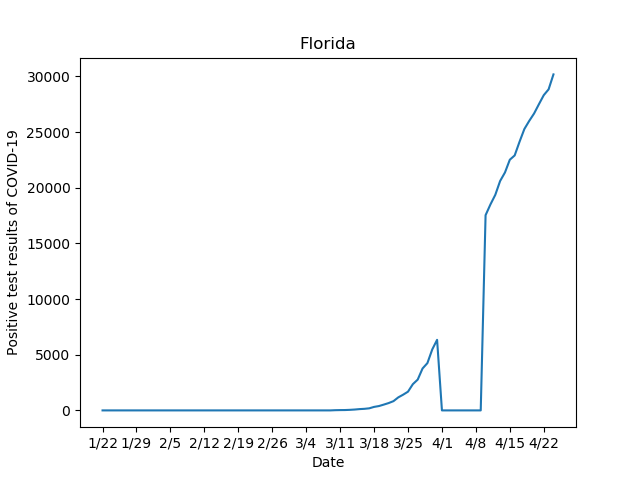 Florida
Positive test results of COVID-19
30000
25000
20000
15000
10000
5000
0
1/22 1/29 2/5 2/12 2/19 2/26 3/4 3/11 3/18 3/25 4/1 4/8 4/15 4/22
Date